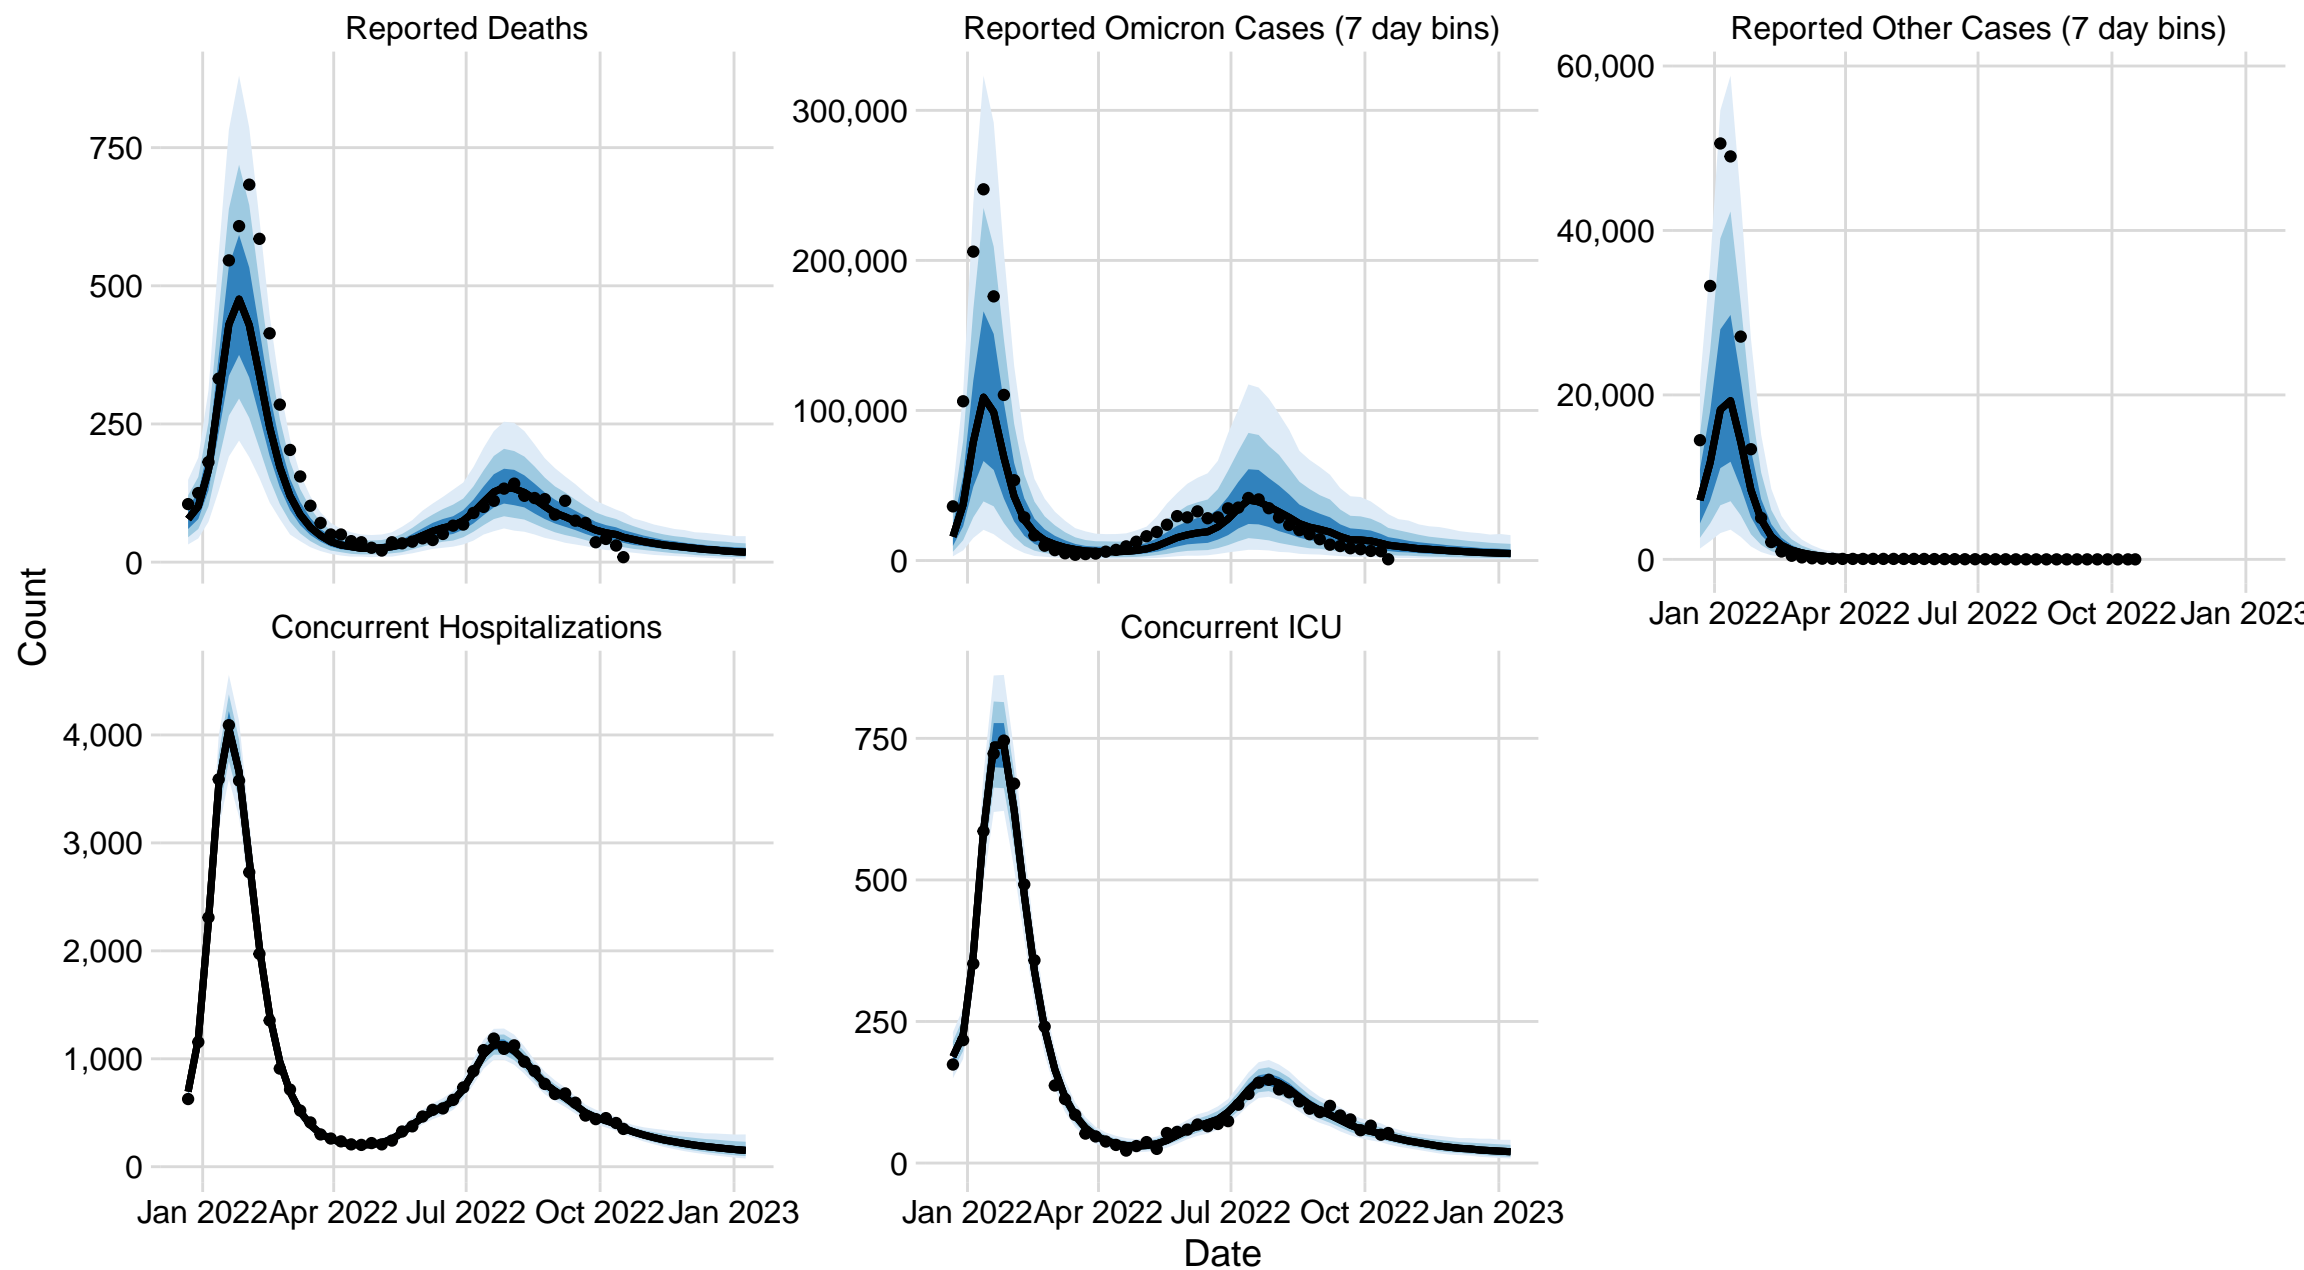 Reported Deaths
Reported Omicron Cases (7 day bins)
Reported Other Cases (7 day bins)
750
500
250
0
300,000
200,000
100,000
0
60,000
40,000
20,000
0
Jan 2022 Apr 2022 Jul 2022 Oct 2022 Jan 2023
Count
Concurrent Hospitalizations
Concurrent ICU
4,000
3,000
2,000
1,000
0
750
500
250
0
Jan 2022 Apr 2022 Jul 2022 Oct 2022 Jan 2023
Jan 2022 Apr 2022 Jul 2022 Oct 2022 Jan 2023
Date